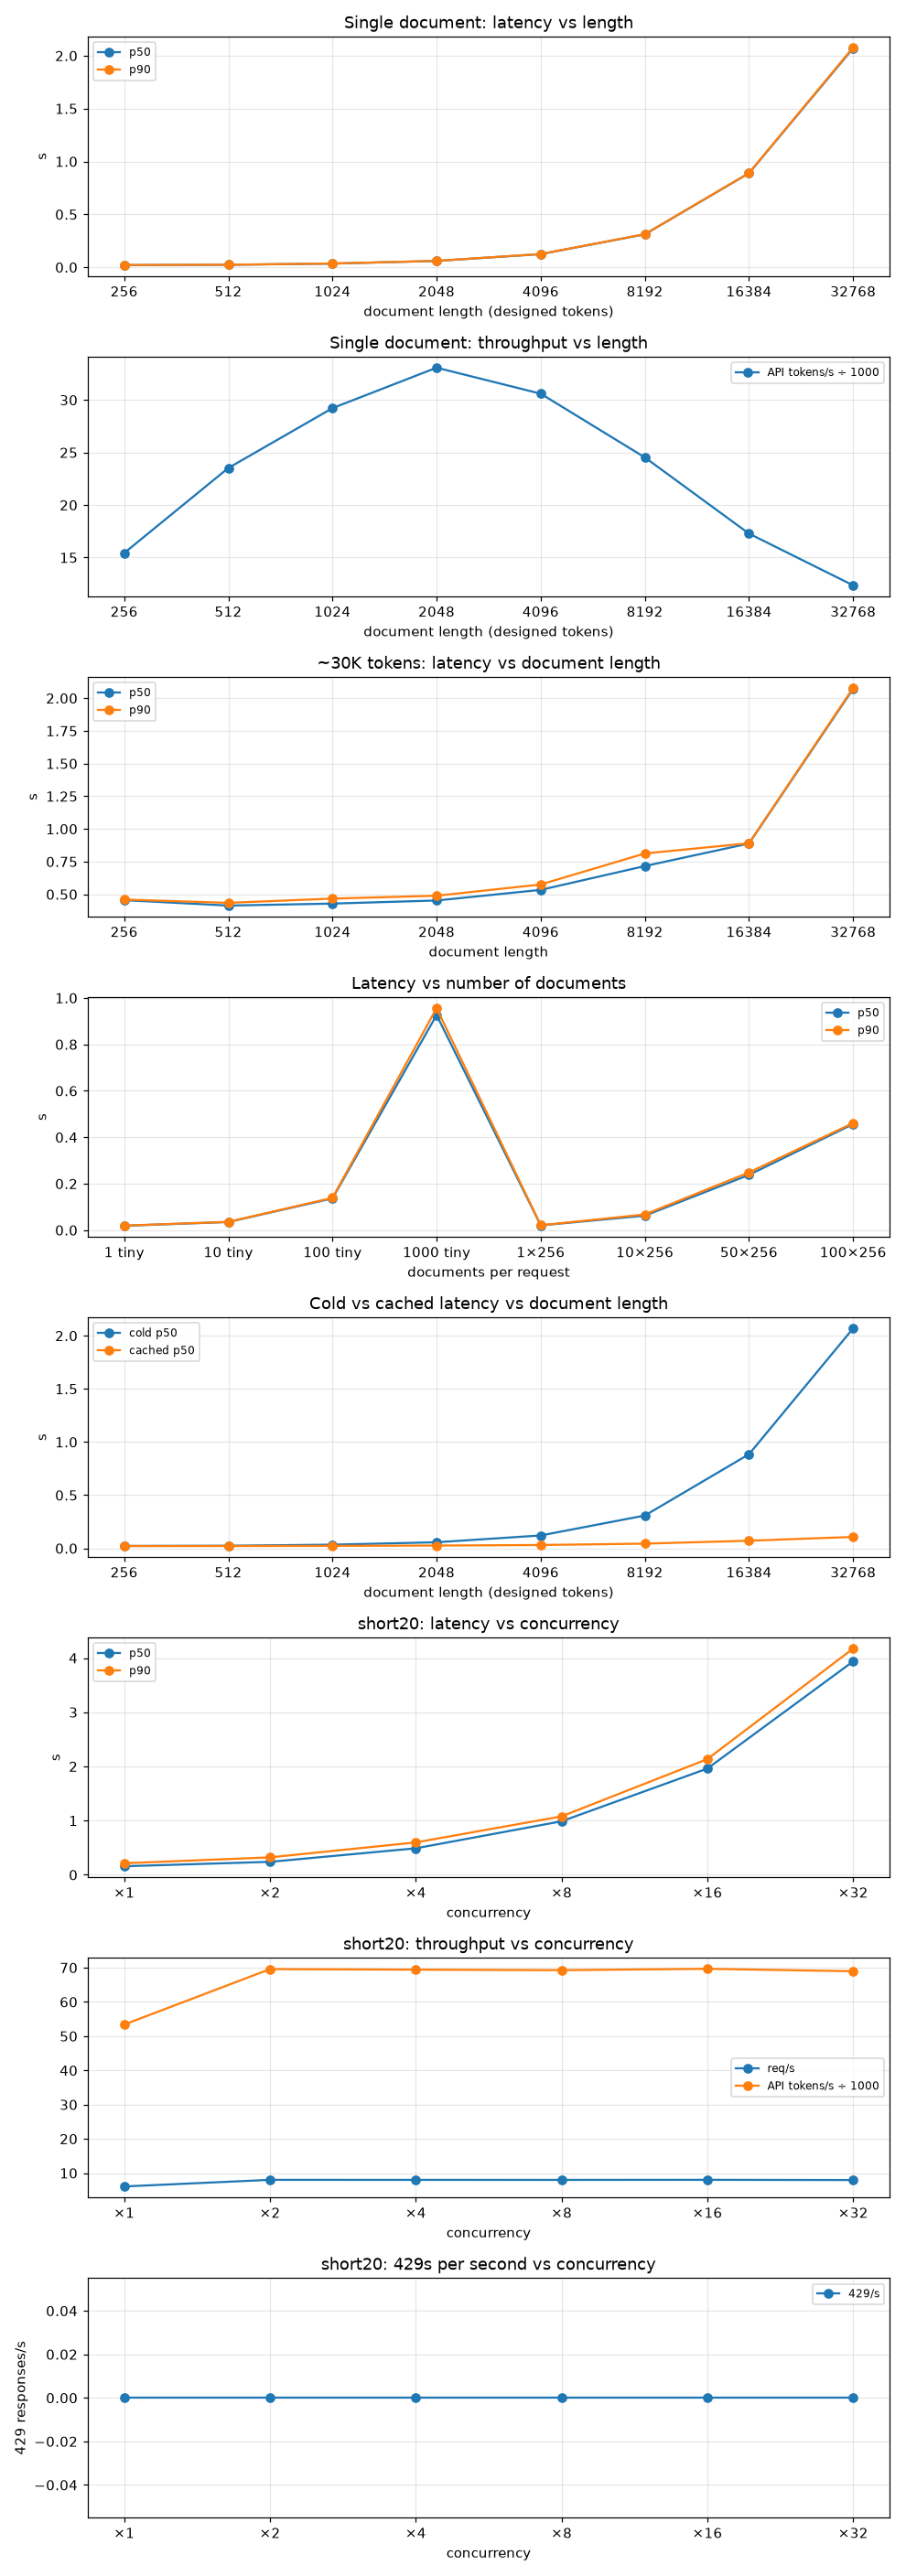 Single document: latency vs length
p50
p90
2.0
1.5
1.0
0.5
0.0
s
256 512 1024 2048 4096 8192 16384 32768
document length (designed tokens)
Single document: throughput vs length
API tokens/s ÷ 1000
30
25
20
15
256 512 1024 2048 4096 8192 16384 32768
document length (designed tokens)
~30K tokens: latency vs document length
p50
p90
2.00
1.75
1.50
1.25
1.00
0.75
0.50
s
256 512 1024 2048 4096 8192 16384 32768
document length
Latency vs number of documents
p50
p90
1.0
0.8
0.6
0.4
0.2
0.0
s
1 tiny 10 tiny 100 tiny 1000 tiny 1×256 10×256 50×256 100×256
documents per request
Cold vs cached latency vs document length
cold p50
cached p50
2.0
1.5
1.0
0.5
0.0
s
256 512 1024 2048 4096 8192 16384 32768
document length (designed tokens)
short20: latency vs concurrency
p50
p90
4
3
2
1
0
s
×1 ×2 ×4 ×8 ×16 ×32
concurrency
short20: throughput vs concurrency
70
60
50
40
30
20
10
req/s
API tokens/s ÷ 1000
×1 ×2 ×4 ×8 ×16 ×32
concurrency
short20: 429s per second vs concurrency
429/s
0.04
0.02
0.00
−0.02
−0.04
429 responses/s
×1 ×2 ×4 ×8 ×16 ×32
concurrency